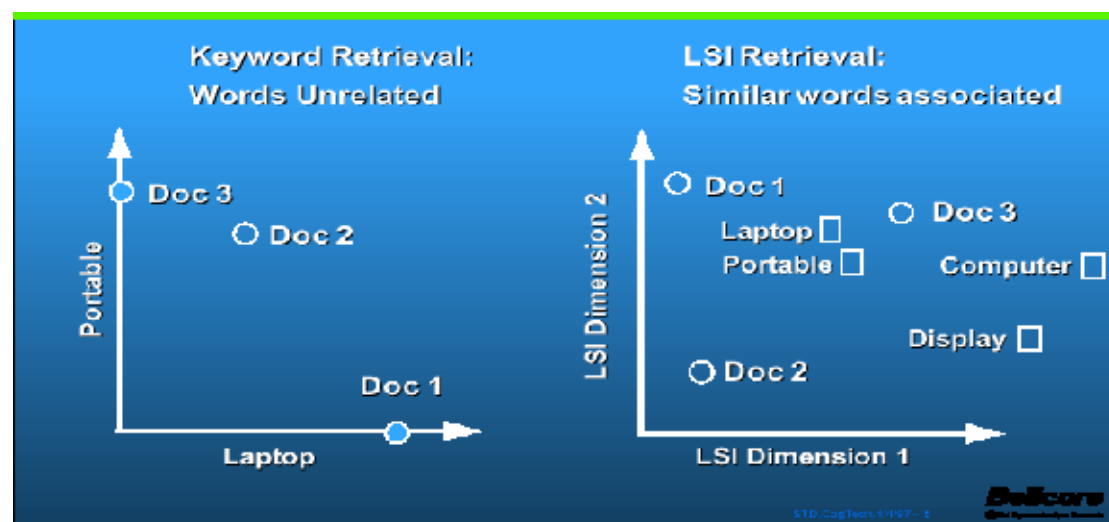 Keyword Retrieval:
Words Unrelated
Portable
Doc 3
Doc 2
Doc 1
Laptop
LSI Retrieval:
Similar words associated
LSI Dimension 2
Doc 1
Doc 3
Laptop
Portable
Computer
Display
Doc 2
LSI Dimension 1
Bellcore